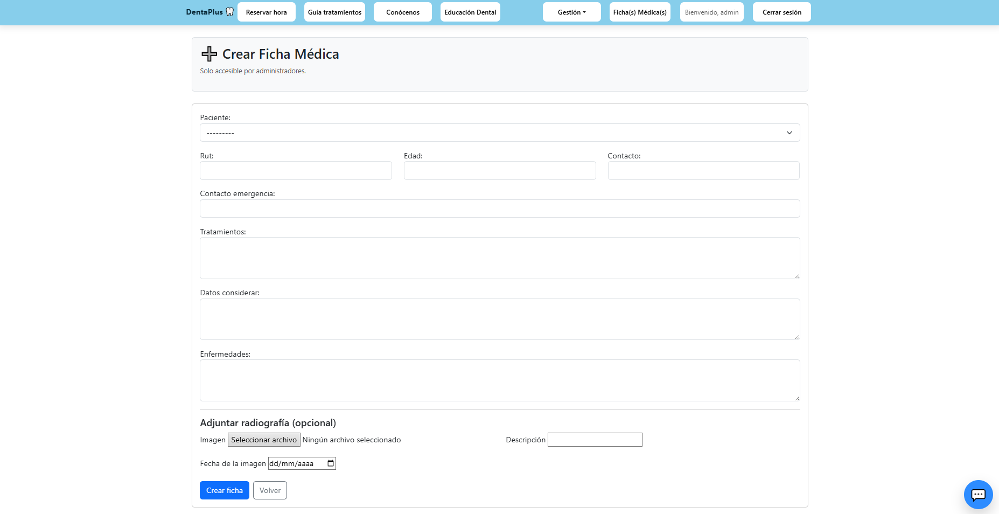 DentaPlus
Reservar hora
Guía tratamientos
Conócenos
Educación Dental
Gestión
Ficha(s) Médica(s)
Bienvenido, admin
Cerrar sesión
Crear Ficha Médica
Solo accesible por administradores.
Paciente:
---------
Rut:
Edad:
Contacto:
Contacto emergencia:
Tratamientos:
Datos considerar:
Enfermedades:
Adjuntar radiografía (opcional)
Imagen Seleccionar archivo Ningún archivo seleccionado
Descripción
Fecha de la imagen dd/mm/aaaa
Crear ficha
Volver